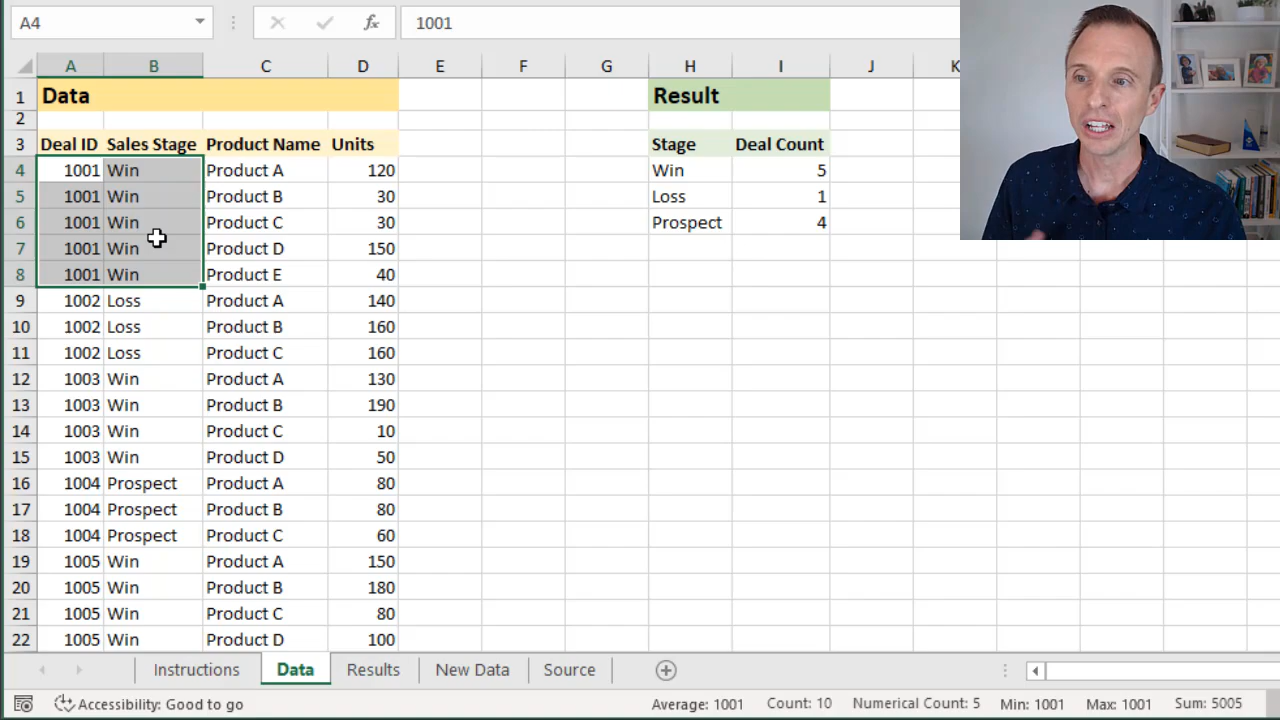 A4 fx 1001
A B C D E F G H I J K
1 Data Result
2
3 Deal ID Sales Stage Product Name Units Stage Deal Count
4 1001 Win Product A 120 Win 5
5 1001 Win Product B 30 Loss 1
6 1001 Win Product C 30 Prospect 4
7 1001 Win Product D 150
8 1001 Win Product E 40
9 1002 Loss Product A 140
10 1002 Loss Product B 160
11 1002 Loss Product C 160
12 1003 Win Product A 130
13 1003 Win Product B 190
14 1003 Win Product C 10
15 1003 Win Product D 50
16 1004 Prospect Product A 80
17 1004 Prospect Product B 80
18 1004 Prospect Product C 60
19 1005 Win Product A 150
20 1005 Win Product B 180
21 1005 Win Product C 80
22 1005 Win Product D 100
Instructions Data Results New Data Source
Accessibility: Good to go Average: 1001 Count: 10 Numerical Count: 5 Min: 1001 Max: 1001 Sum: 5005